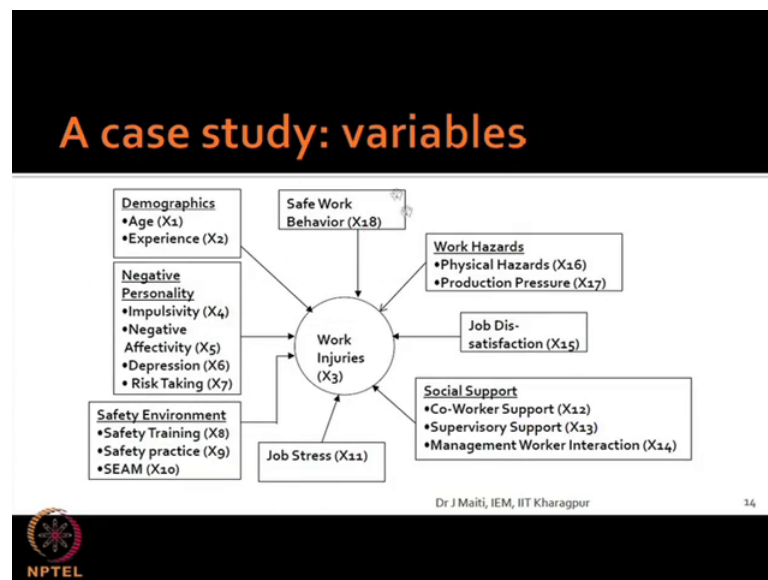 A case study: variables
Demographics
•Age (X1)
•Experience (X2)
Safe Work
Behavior (X18)
Work Hazards
•Physical Hazards (X16)
•Production Pressure (X17)
Negative
Personality
•Impulsivity (X4)
•Negative
Affectivity (X5)
•Depression (X6)
• Risk Taking (X7)
Work
Injuries
(X3)
Job Dis-
satisfaction (X15)
Safety Environment
•Safety Training (X8)
•Safety practice (X9)
•SEAM (X10)
Job Stress (X11)
Social Support
•Co-Worker Support (X12)
•Supervisory Support (X13)
•Management Worker Interaction (X14)
Dr J Maiti, IEM, IIT Kharagpur
14
NPTEL